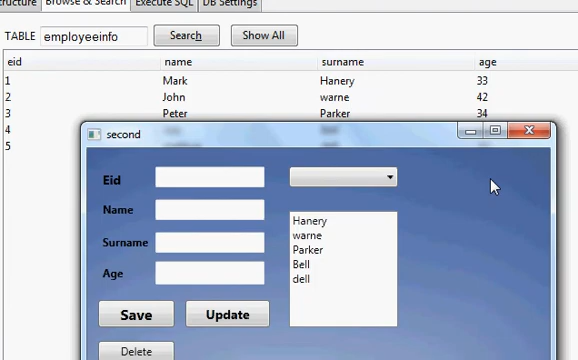 Browse & Search Execute SQL DB Settings
TABLE employeeinfo Search Show All
eid name surname age
1 Mark Hanery 33
2 John warne 42
3 Peter Parker 34
4
5
second
Eid
Name
Surname
Age
Hanery
warne
Parker
Bell
dell
Save Update
Delete